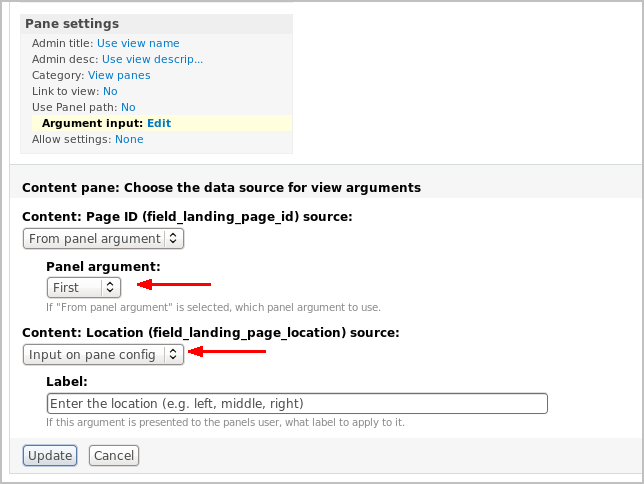 Pane settings
Admin title: Use view name
Admin desc: Use view descrip...
Category: View panes
Link to view: No
Use Panel path: No
Argument input: Edit
Allow settings: None
Content pane: Choose the data source for view arguments
Content: Page ID (field_landing_page_id) source:
From panel argument
Panel argument:
First
If "From panel argument" is selected, which panel argument to use.
Content: Location (field_landing_page_location) source:
Input on pane config
Label:
Enter the location (e.g. left, middle, right)
If this argument is presented to the panels user, what label to apply to it.
Update Cancel